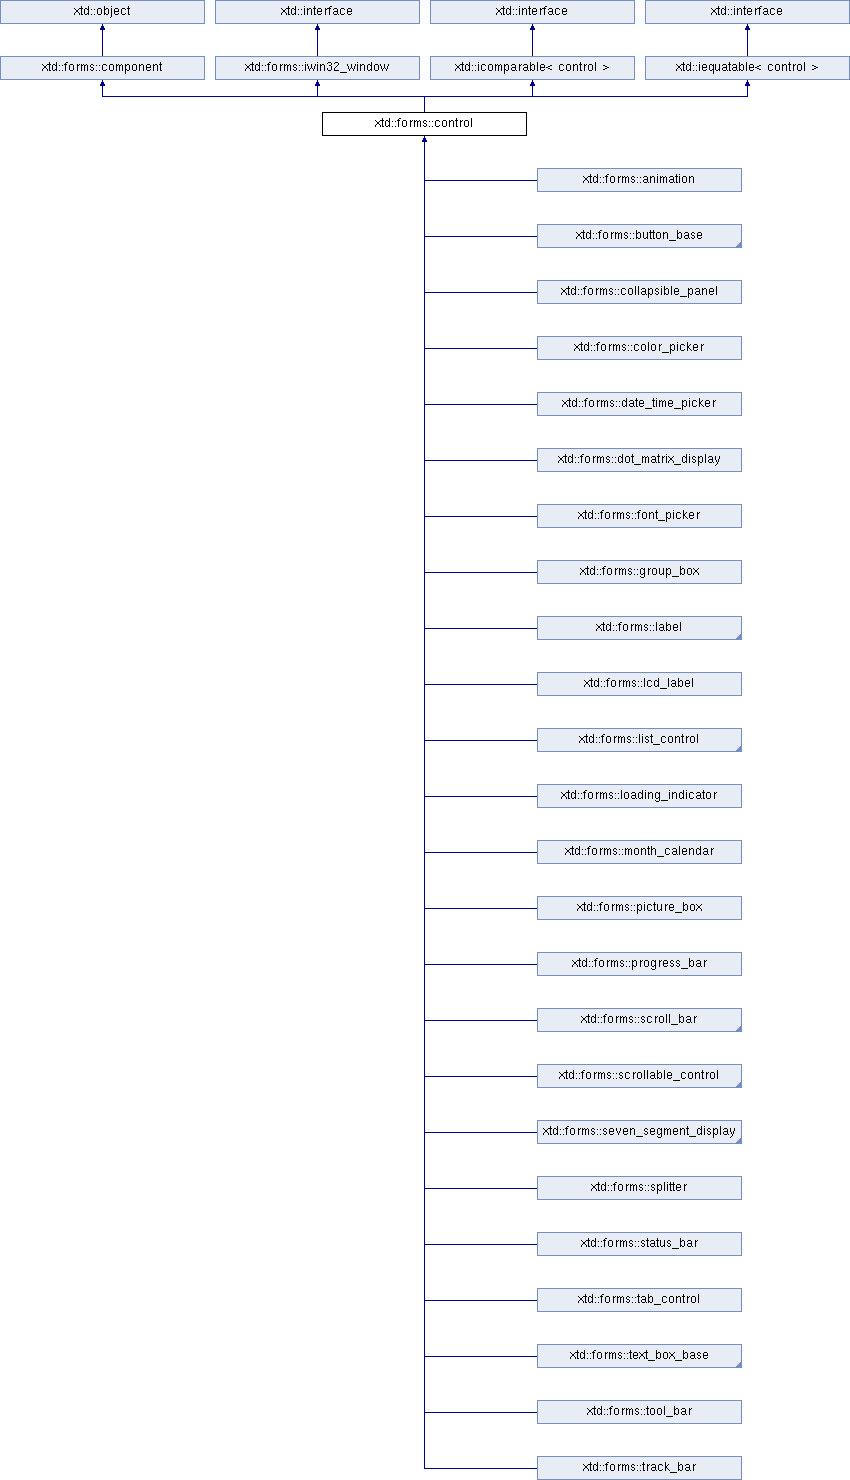 xtd::object
xtd::interface
xtd::interface
xtd::interface
xtd::forms::component
xtd::forms::iwin32_window
xtd::icomparable< control >
xtd::iequatable< control >
xtd::forms::control
xtd::forms::animation
xtd::forms::button_base
xtd::forms::collapsible_panel
xtd::forms::color_picker
xtd::forms::date_time_picker
xtd::forms::dot_matrix_display
xtd::forms::font_picker
xtd::forms::group_box
xtd::forms::label
xtd::forms::lcd_label
xtd::forms::list_control
xtd::forms::loading_indicator
xtd::forms::month_calendar
xtd::forms::picture_box
xtd::forms::progress_bar
xtd::forms::scroll_bar
xtd::forms::scrollable_control
xtd::forms::seven_segment_display
xtd::forms::splitter
xtd::forms::status_bar
xtd::forms::tab_control
xtd::forms::text_box_base
xtd::forms::tool_bar
xtd::forms::track_bar